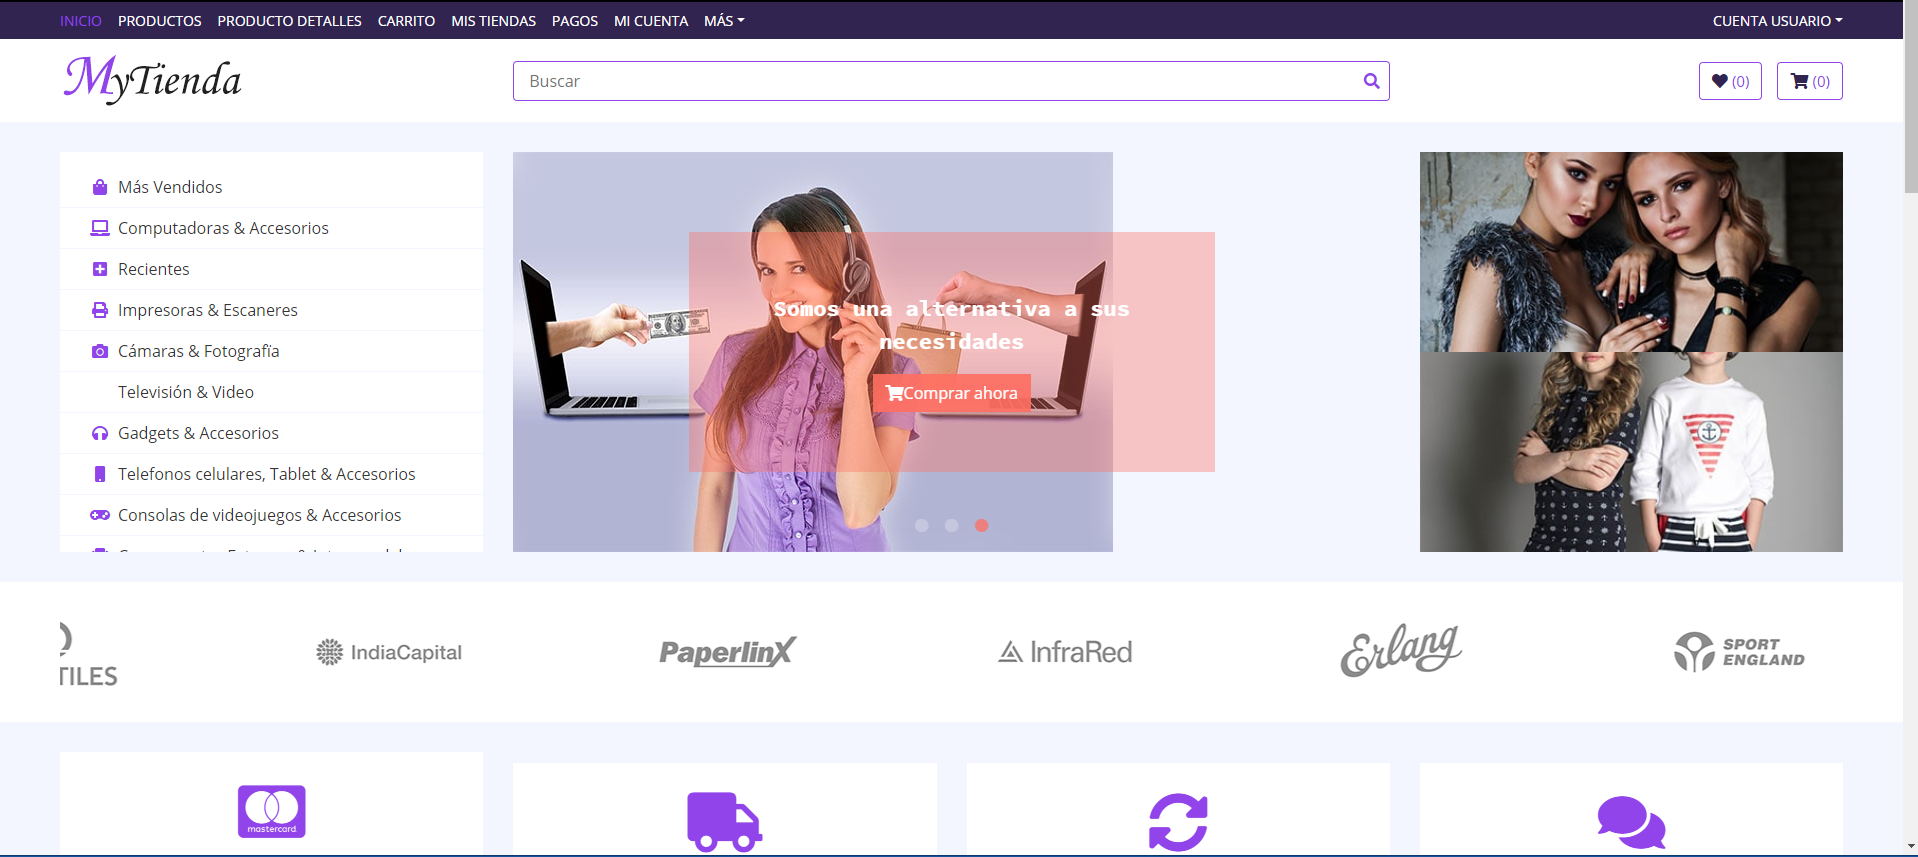 INICIO PRODUCTOS PRODUCTO DETALLES CARRITO MIS TIENDAS PAGOS MI CUENTA MÁS CUENTA USUARIO
MyTienda
Buscar
(0) (0)
Más Vendidos
Computadoras & Accesorios
Recientes
Impresoras & Escaneres
Cámaras & Fotografïa
Televisión & Video
Gadgets & Accesorios
Telefonos celulares, Tablet & Accesorios
Consolas de videojuegos & Accesorios
Somos una alternativa a sus
necesidades
Comprar ahora
TILES
IndiaCapital
PaperlinX
InfraRed
Erlang
SPORT
ENGLAND
mastercard